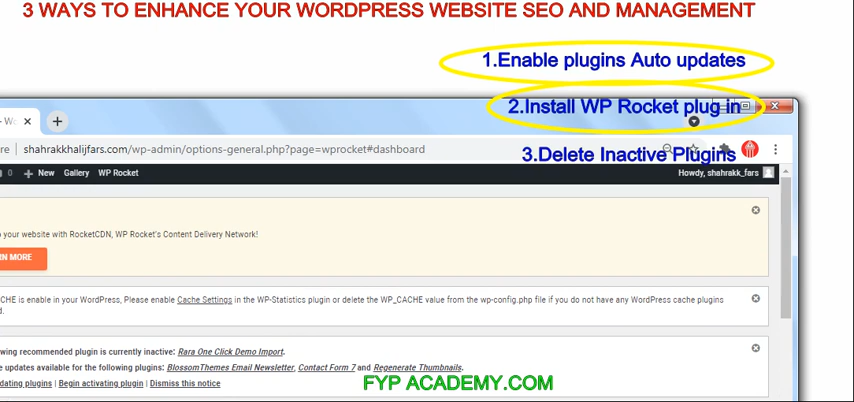 3 WAYS TO ENHANCE YOUR WORDPRESS WEBSITE SEO AND MANAGEMENT
1.Enable plugins Auto updates
2.Install WP Rocket plug in
shahrakkhalijfars.com/wp-admin/options-general.php?page=wprocket#dashboard
3.Delete Inactive Plugins
0 + New Gallery WP Rocket Howdy, shahrakk_fars
your website with RocketCDN, WP Rocket's Content Delivery Network!
MORE
is enable in your WordPress, Please enable Cache Settings in the WP-Statistics plugin or delete the WP_CACHE value from the wp-config.php file if you do not have any WordPress cache plugins
recommended plugin is currently inactive: Rara One Click Demo Import.
updates available for the following plugins: BlossomThemes Email Newsletter, Contact Form 7 and Regenerate Thumbnails.
plugins | Begin activating plugin | Dismiss this notice
FYP ACADEMY.COM